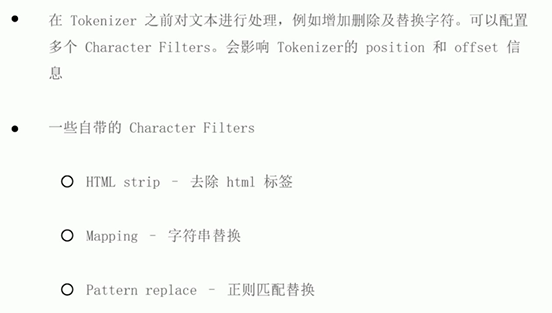 在 Tokenizer 之前对文本进行处理，例如增加删除及替换字符。可以配置
多个 Character Filters。会影响 Tokenizer的 position 和 offset 信
息
一些自带的 Character Filters
HTML strip – 去除 html 标签
Mapping – 字符串替换
Pattern replace – 正则匹配替换